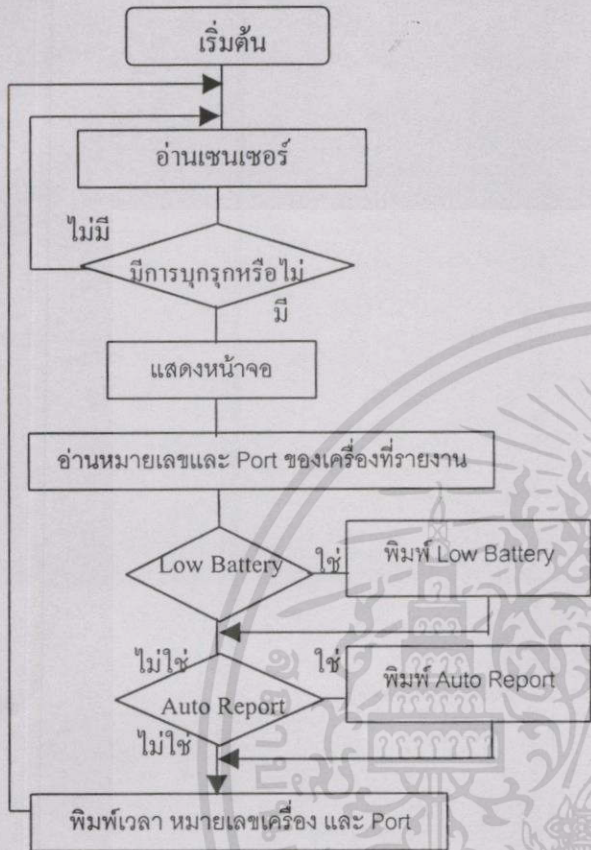 เริ่มต้น
อ่านเซนเซอร์
ไม่มี
มีการบุกรุกหรือไม่
มี
แสดงหน้าจอ
อ่านหมายเลขและ Port ของเครื่องที่รายงาน
Low Battery
ใช่
พิมพ์ Low Battery
ไม่ใช่
ใช่
Auto Report
พิมพ์ Auto Report
ไม่ใช่
พิมพ์เวลา หมายเลขเครื่อง และ Port